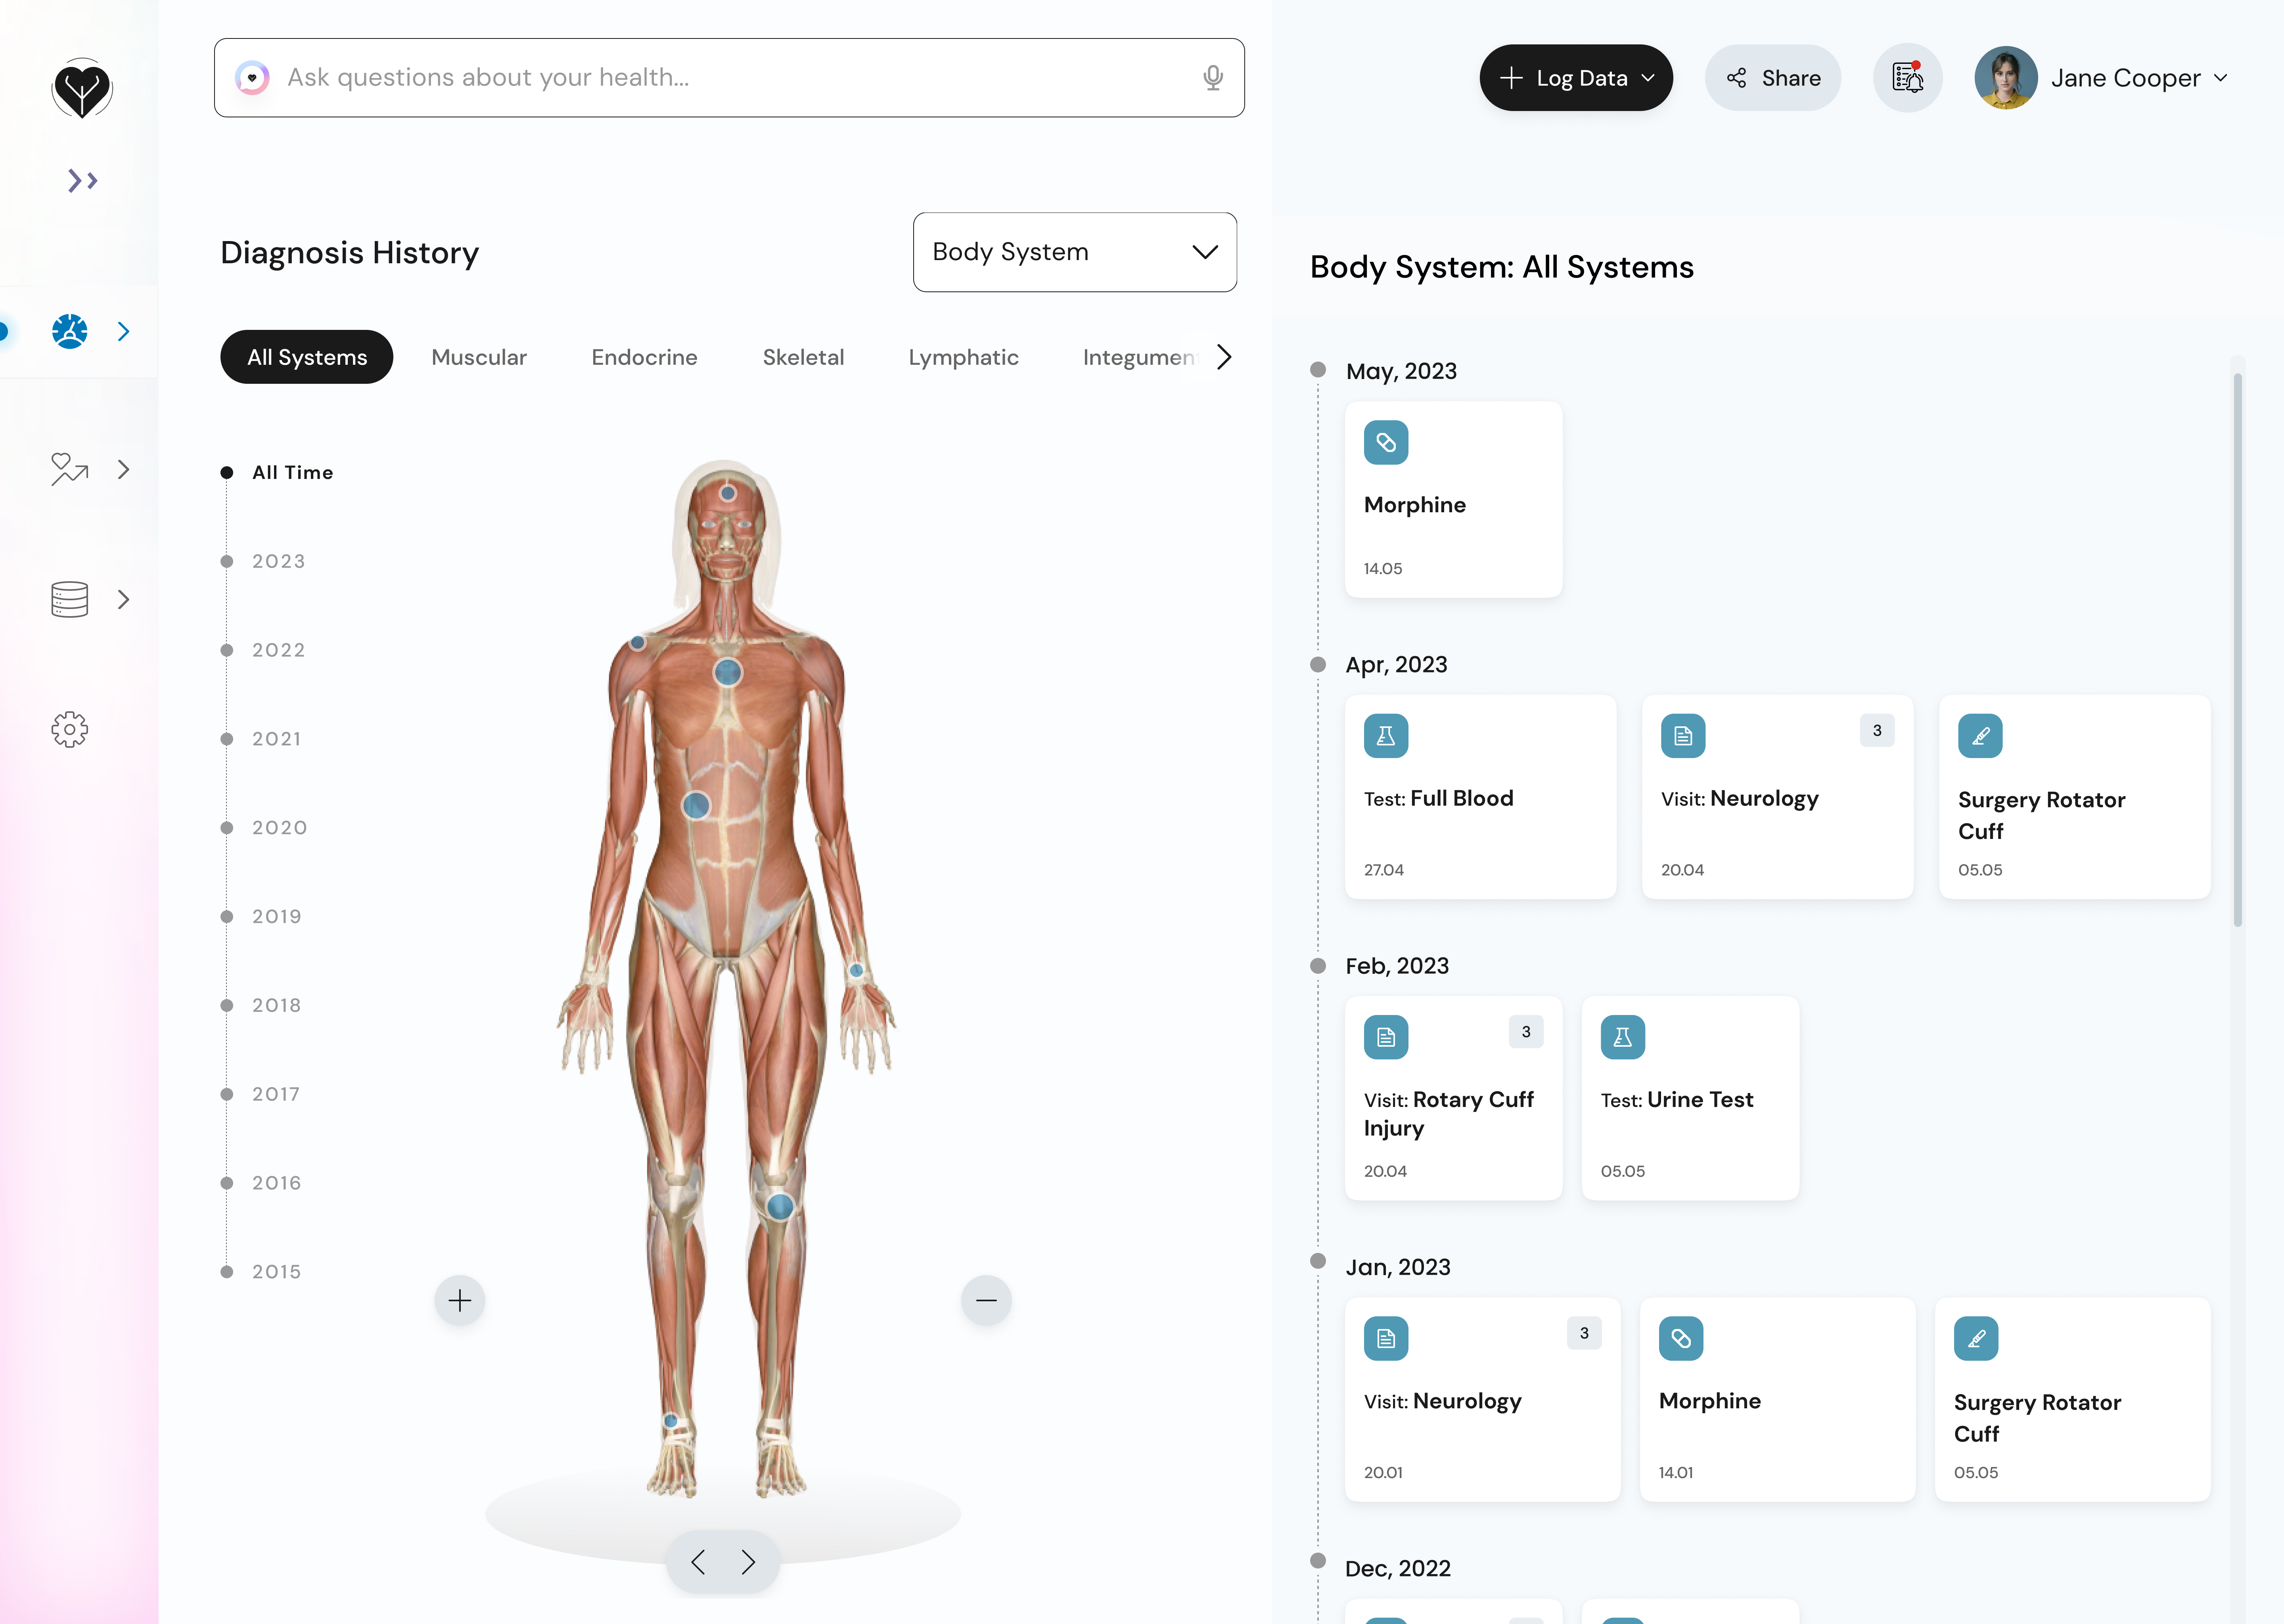 Ask questions about your health...
Log Data
Share
Jane Cooper
Diagnosis History
Body System
All Systems
Muscular
Endocrine
Skeletal
Lymphatic
Integumen
All Time
2023
2022
2021
2020
2019
2018
2017
2016
2015
Body System: All Systems
May, 2023
Morphine
14.05
Apr, 2023
Test: Full Blood
27.04
3
Visit: Neurology
20.04
Surgery Rotator
Cuff
05.05
Feb, 2023
3
Visit: Rotary Cuff
Injury
20.04
Test: Urine Test
05.05
Jan, 2023
3
Visit: Neurology
20.01
Morphine
14.01
Surgery Rotator
Cuff
05.05
Dec, 2022